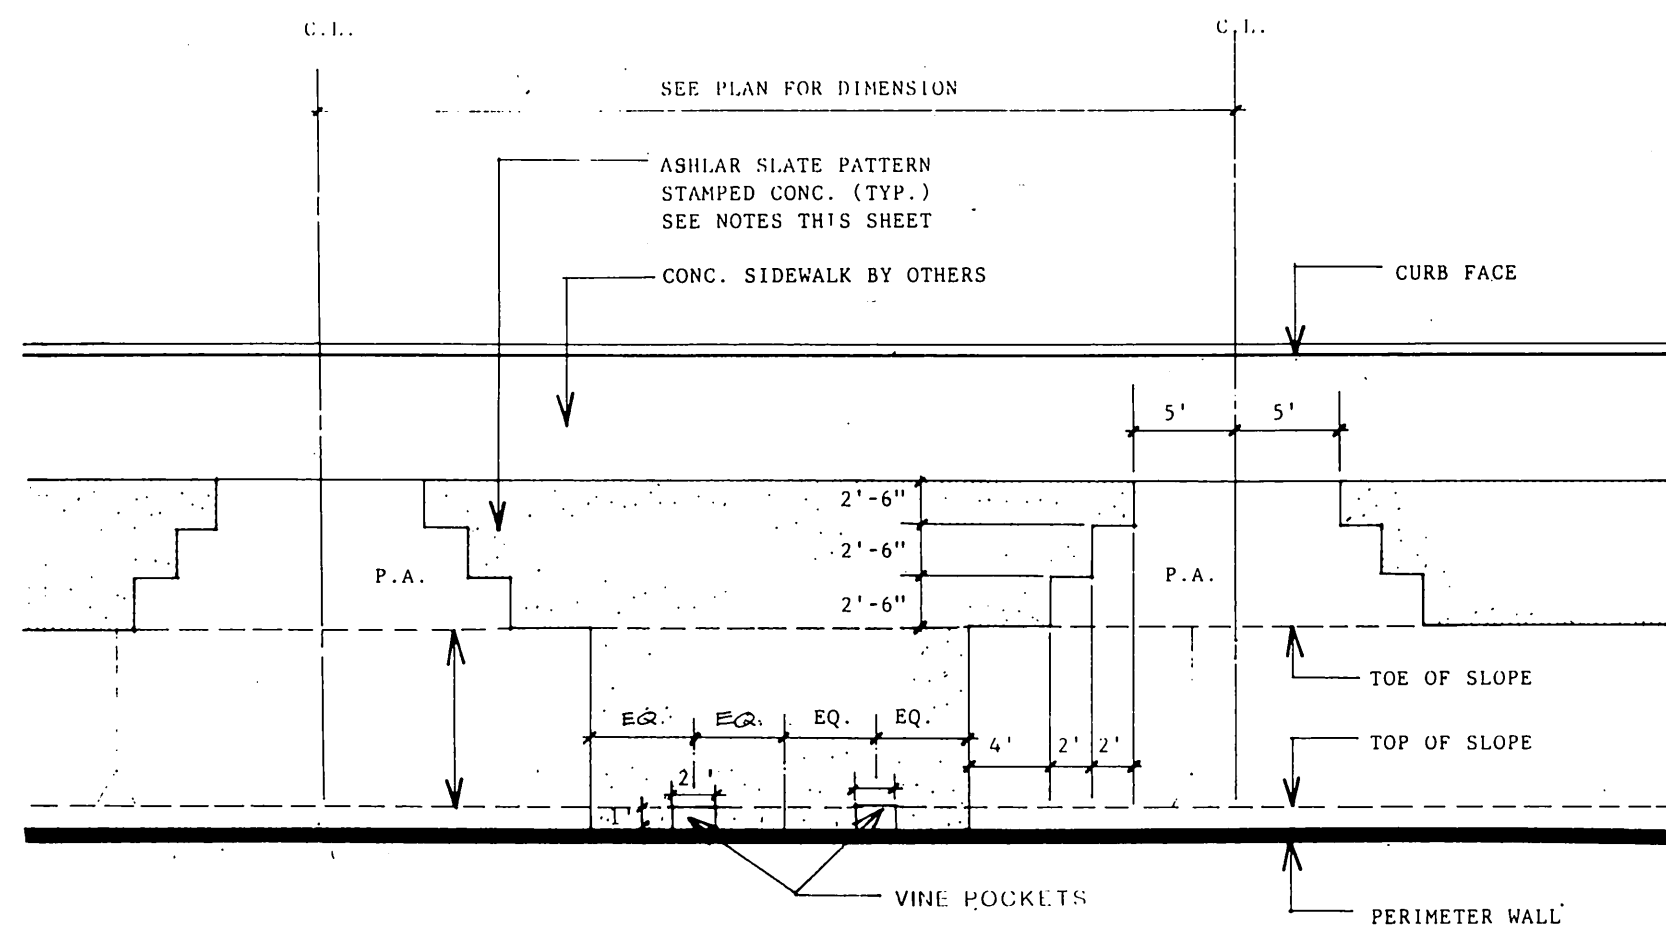 C.L.
C.L.
SEE PLAN FOR DIMENSION
ASHLAR SLATE PATTERN
STAMPED CONC. (TYP.)
SEE NOTES THIS SHEET
CONC. SIDEWALK BY OTHERS
CURB FACE
5'
5'
2'-6"
2'-6"
2'-6"
P.A.
P.A.
TOE OF SLOPE
EQ.
EQ.
EQ.
EQ.
4'
2'
2'
TOP OF SLOPE
2'
1'
VINE POCKETS
PERIMETER WALL